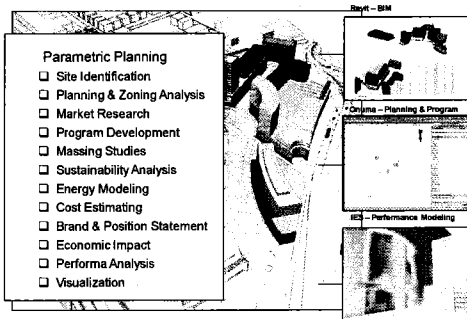 Parametric Planning
☐ Site Identification
☐ Planning & Zoning Analysis
☐ Market Research
☐ Program Development
☐ Massing Studies
☐ Sustainability Analysis
☐ Energy Modeling
☐ Cost Estimating
☐ Brand & Position Statement
☐ Economic Impact
☐ Performa Analysis
☐ Visualization
Revit – BIM
Onuma – Planning & Program
IES – Performance Modeling